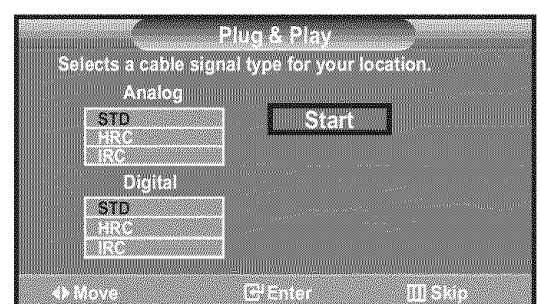 Plug & Play
Selects a cable signal type for your location.
Analog
STD
HRC
IRC
Start
Digital
STD
HRC
IRC
Move Enter Skip